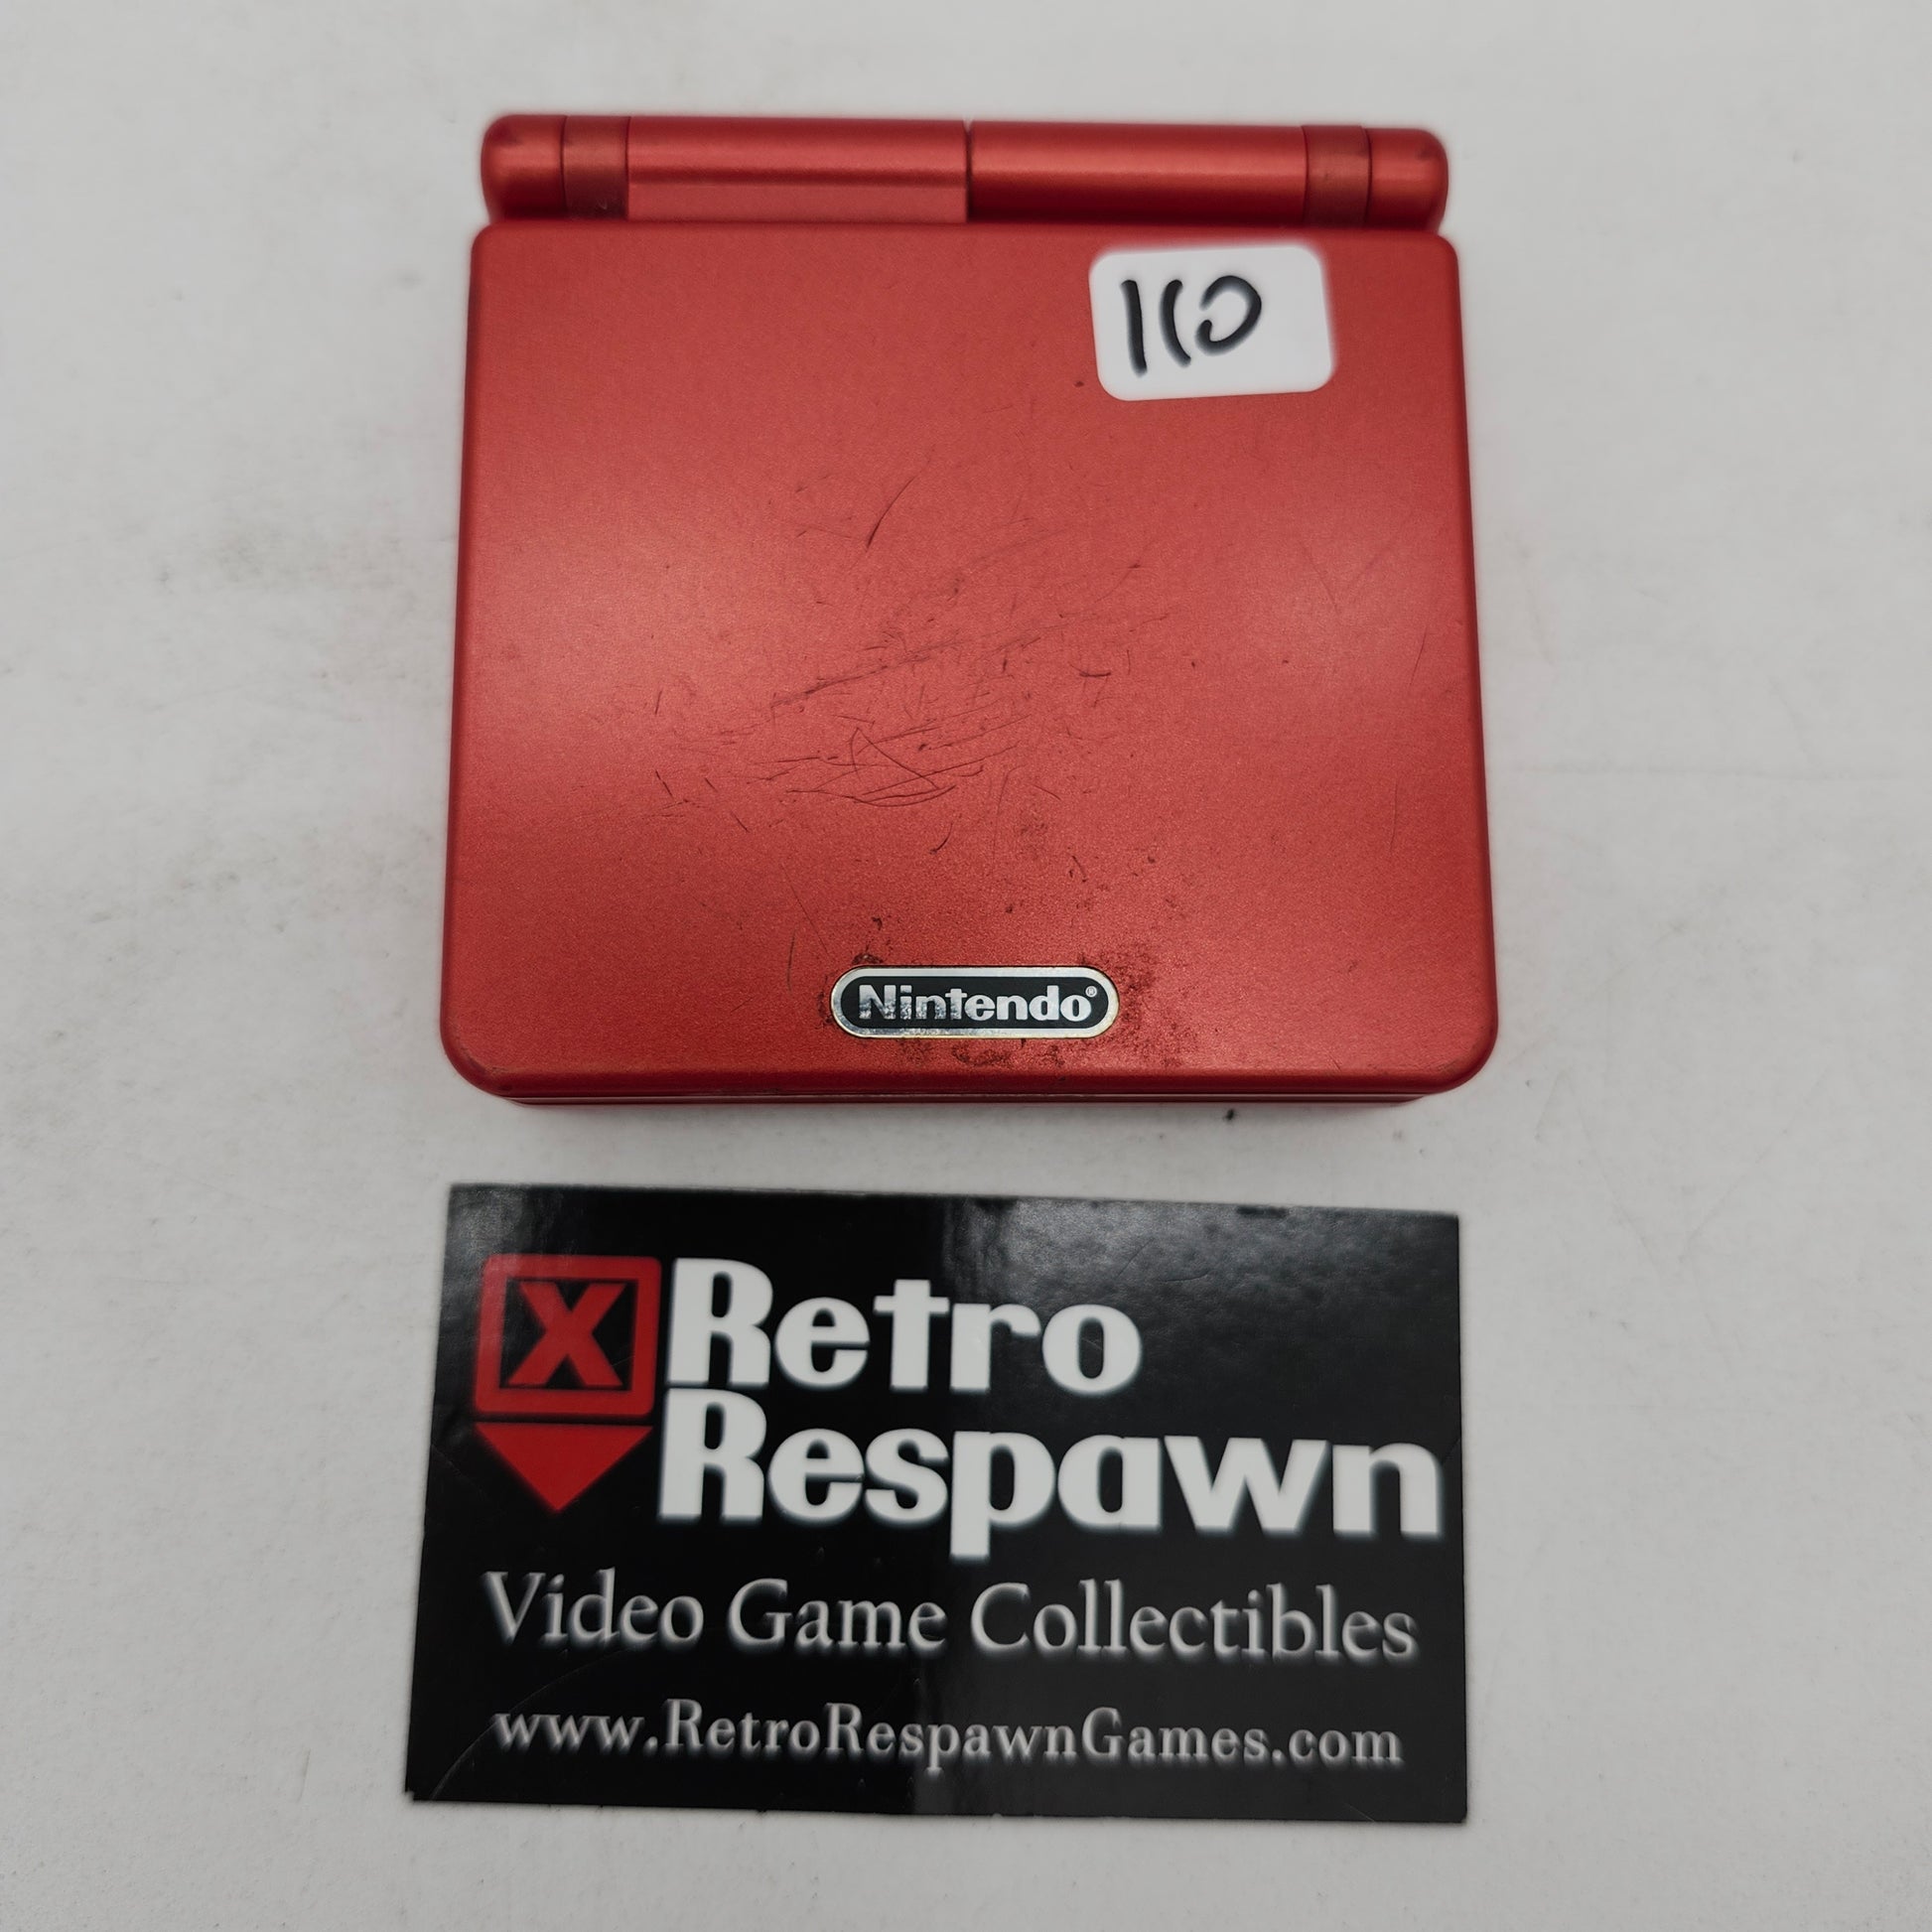 110
Nintendo®
X Retro
Respawn
Video Game Collectibles
www.RetroRespawnGames.com